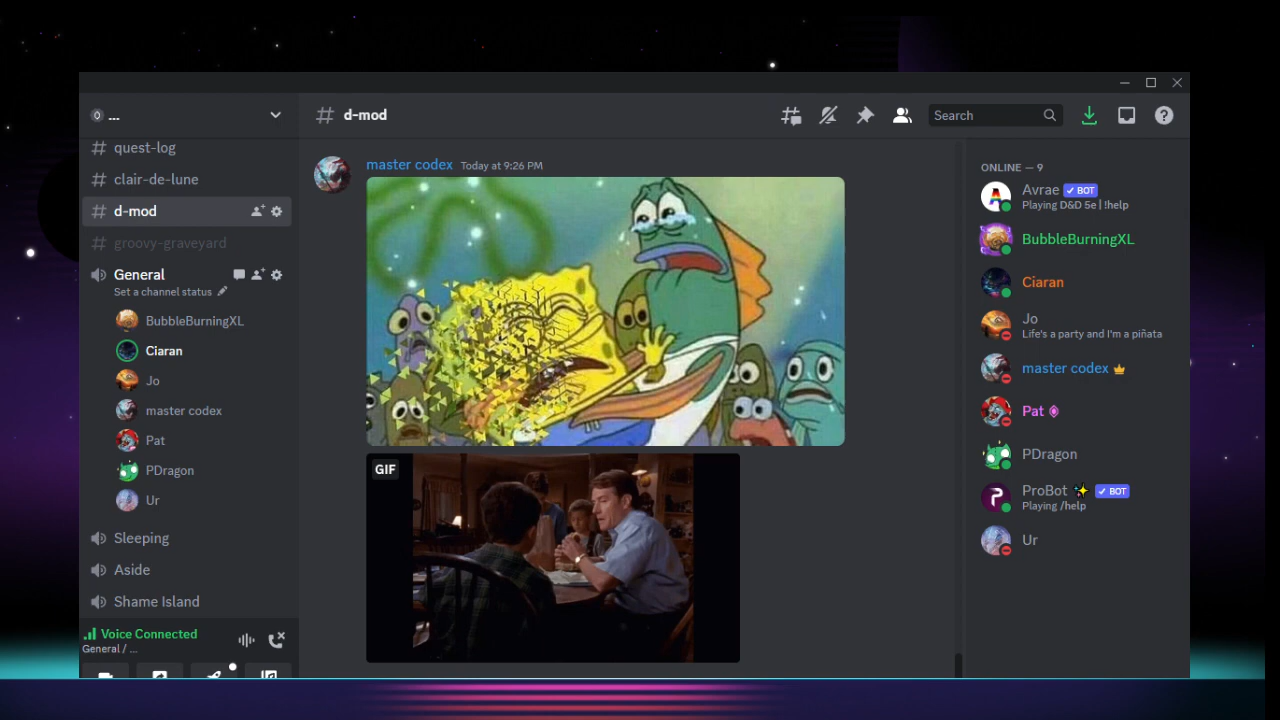 ...
quest-log
clair-de-lune
d-mod
groovy-graveyard
General
Set a channel status
BubbleBurningXL
Ciaran
Jo
master codex
Pat
PDragon
Ur
Sleeping
Aside
Shame Island
Voice Connected
General / ...
# d-mod
Search
master codex Today at 9:26 PM
GIF
ONLINE — 9
Avrae ✓ BOT
Playing D&D 5e | !help
BubbleBurningXL
Ciaran
Jo
Life's a party and I'm a piñata
master codex
Pat
PDragon
ProBot ✨ ✓ BOT
Playing /help
Ur